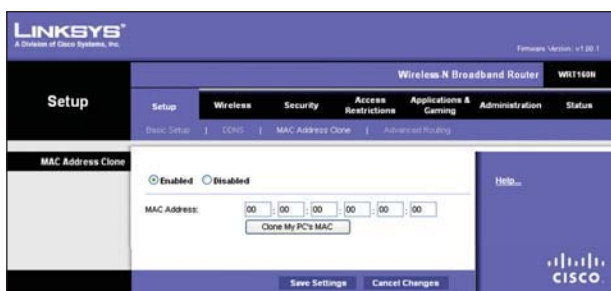 LINKSYS®
A Division of Cisco Systems, Inc.
Firmware Version: v1.00.1
Wireless-N Broadband Router WRT160N
Setup
Setup Wireless Security Access Restrictions Applications & Gaming Administration Status
Basic Setup | DDNS | MAC Address Clone | Advanced Routing
MAC Address Clone
Enabled Disabled
Help...
MAC Address: 00 : 00 : 00 : 00 : 00 : 00
Clone My PC's MAC
Save Settings Cancel Changes
CISCO